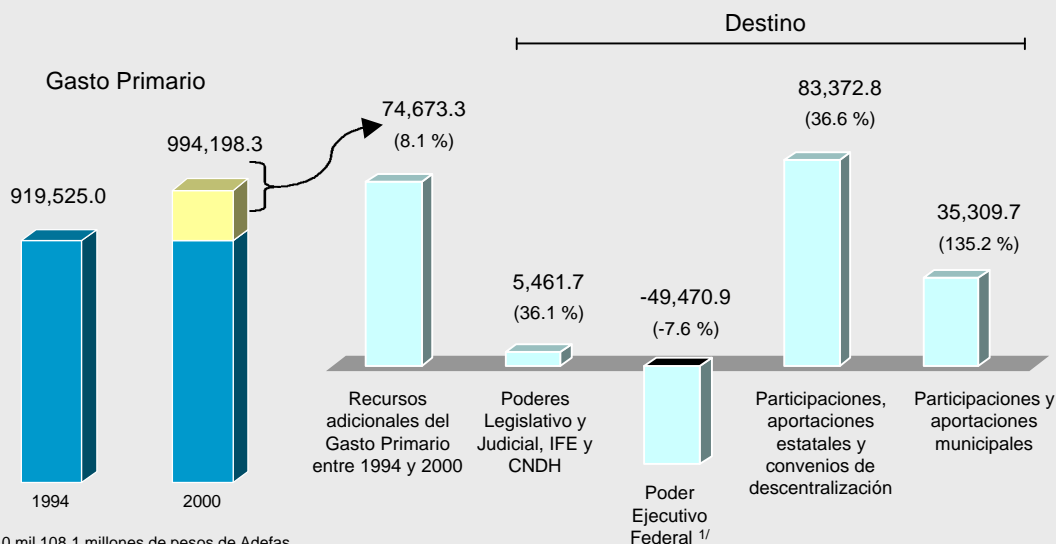 Destino
Gasto Primario
919,525.0
994,198.3
74,673.3
(8.1 %)
5,461.7
(36.1 %)
-49,470.9
(-7.6 %)
83,372.8
(36.6 %)
35,309.7
(135.2 %)
1994
2000
Recursos
adicionales del
Gasto Primario
entre 1994 y 2000
Poderes
Legislativo y
Judicial, IFE y
CNDH
Poder
Ejecutivo
Federal 1/
Participaciones,
aportaciones
estatales y
convenios de
descentralización
Participaciones y
aportaciones
municipales
0 mil 108.1 millones de pesos de Adefas